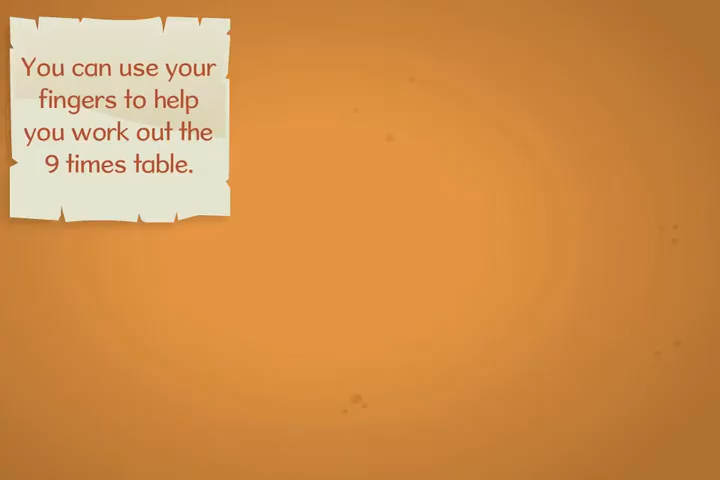 You can use your
fingers to help
you work out the
9 times table.